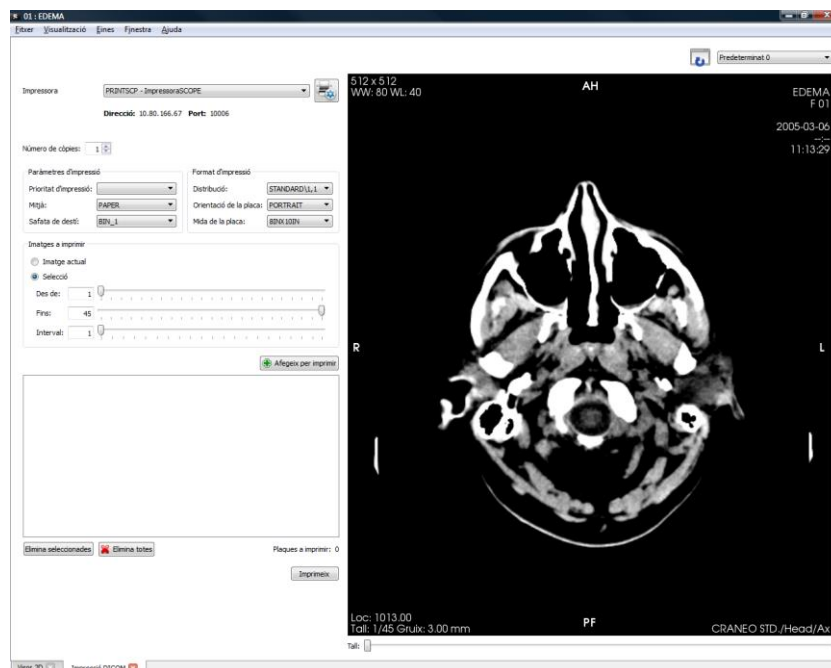 01 : EDEMA
Fitxer Visualització Eines Finestra Ajuda
Predeterminat 0
Impressora PRINTSCP - ImpressoraSCOPE
Direcció: 10.80.166.67 Port: 10006
Número de còpies: 1
Paràmetres d'impressió
Prioritat d'impressió:
Mitjà: PAPER
Safata de destí: BIN_1
Format d'impressió
Distribució: STANDARD\1,1
Orientació de la placa: PORTRAIT
Mida de la placa: 8INX10IN
Imatges a imprimir
Imatge actual
Selecció
Des de: 1
Fins: 45
Interval: 1
Afegeix per imprimir
Elimina seleccionades Elimina totes Plaques a imprimir: 0
Imprimeix
512 x 512
WW: 80 WL: 40
AH
EDEMA
F 01
2005-03-06
--:--
11:13:29
R
L
Loc: 1013.00
Tall: 1/45 Gruix: 3.00 mm
PF
CRANEO STD./Head/Ax
Tall:
Visor 2D Impressió DICOM